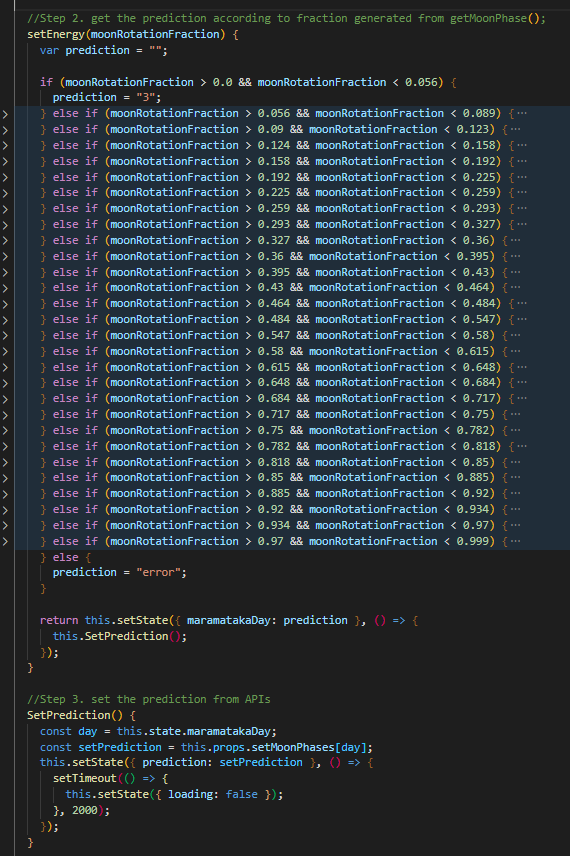 //Step 2. get the prediction according to fraction generated from getMoonPhase();
setEnergy(moonRotationFraction) {
var prediction = "";
if (moonRotationFraction > 0.0 && moonRotationFraction < 0.056) {
prediction = "3";
} else if (moonRotationFraction > 0.056 && moonRotationFraction < 0.089) {···
} else if (moonRotationFraction > 0.09 && moonRotationFraction < 0.123) {···
} else if (moonRotationFraction > 0.124 && moonRotationFraction < 0.158) {···
} else if (moonRotationFraction > 0.158 && moonRotationFraction < 0.192) {···
} else if (moonRotationFraction > 0.192 && moonRotationFraction < 0.225) {···
} else if (moonRotationFraction > 0.225 && moonRotationFraction < 0.259) {···
} else if (moonRotationFraction > 0.259 && moonRotationFraction < 0.293) {···
} else if (moonRotationFraction > 0.293 && moonRotationFraction < 0.327) {···
} else if (moonRotationFraction > 0.327 && moonRotationFraction < 0.36) {···
} else if (moonRotationFraction > 0.36 && moonRotationFraction < 0.395) {···
} else if (moonRotationFraction > 0.395 && moonRotationFraction < 0.43) {···
} else if (moonRotationFraction > 0.43 && moonRotationFraction < 0.464) {···
} else if (moonRotationFraction > 0.464 && moonRotationFraction < 0.484) {···
} else if (moonRotationFraction > 0.484 && moonRotationFraction < 0.547) {···
} else if (moonRotationFraction > 0.547 && moonRotationFraction < 0.58) {···
} else if (moonRotationFraction > 0.58 && moonRotationFraction < 0.615) {···
} else if (moonRotationFraction > 0.615 && moonRotationFraction < 0.648) {···
} else if (moonRotationFraction > 0.648 && moonRotationFraction < 0.684) {···
} else if (moonRotationFraction > 0.684 && moonRotationFraction < 0.717) {···
} else if (moonRotationFraction > 0.717 && moonRotationFraction < 0.75) {···
} else if (moonRotationFraction > 0.75 && moonRotationFraction < 0.782) {···
} else if (moonRotationFraction > 0.782 && moonRotationFraction < 0.818) {···
} else if (moonRotationFraction > 0.818 && moonRotationFraction < 0.85) {···
} else if (moonRotationFraction > 0.85 && moonRotationFraction < 0.885) {···
} else if (moonRotationFraction > 0.885 && moonRotationFraction < 0.92) {···
} else if (moonRotationFraction > 0.92 && moonRotationFraction < 0.934) {···
} else if (moonRotationFraction > 0.934 && moonRotationFraction < 0.97) {···
} else if (moonRotationFraction > 0.97 && moonRotationFraction < 0.999) {···
} else {
prediction = "error";
}
return this.setState({ maramatakaDay: prediction }, () => {
this.SetPrediction();
});
}
//Step 3. set the prediction from APIs
SetPrediction() {
const day = this.state.maramatakaDay;
const setPrediction = this.props.setMoonPhases[day];
this.setState({ prediction: setPrediction }, () => {
setTimeout(() => {
this.setState({ loading: false });
}, 2000);
});
}